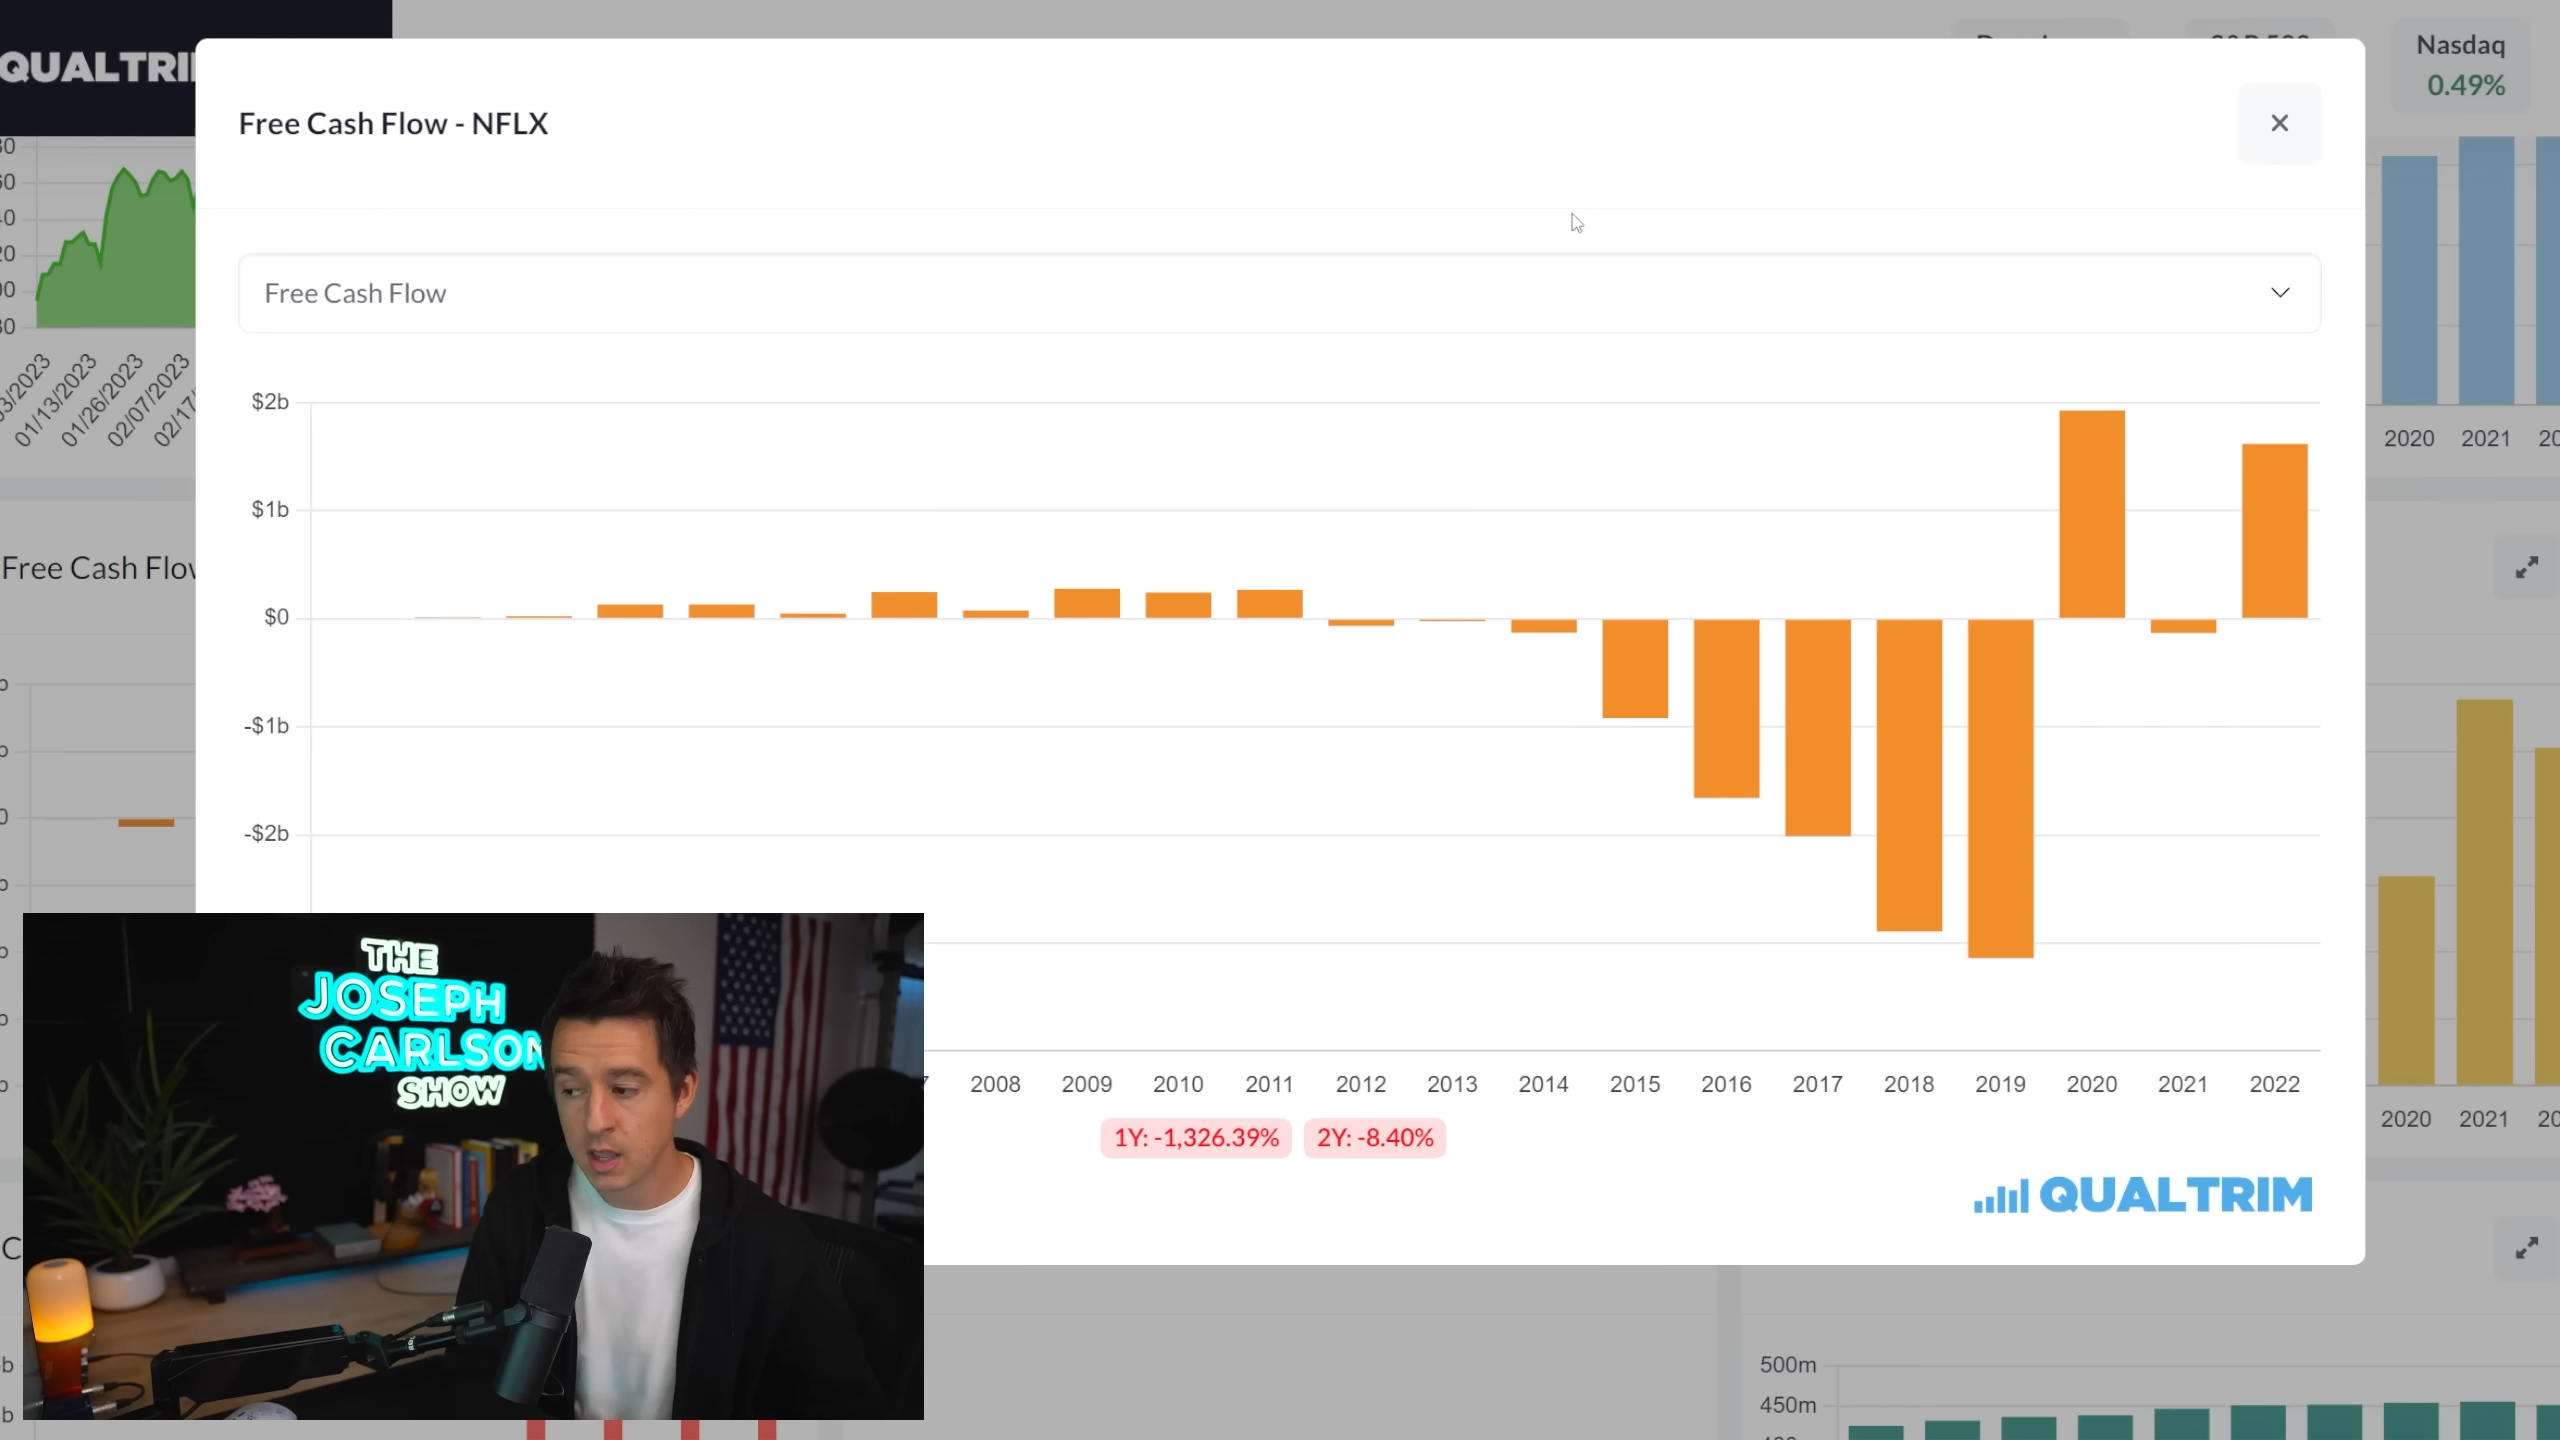 QUALTRI
Nasdaq
0.49%
Free Cash Flow - NFLX
Free Cash Flow
$2b
$1b
$0
-$1b
-$2b
2008 2009 2010 2011 2012 2013 2014 2015 2016 2017 2018 2019 2020 2021 2022
1Y: -1,326.39% 2Y: -8.40%
QUALTRIM
01/13/2023
01/26/2023
02/07/2023
02/17/
Free Cash Flow
2020 2021
2020 2021
500m
450m
THE
JOSEPH
CARLSON
SHOW